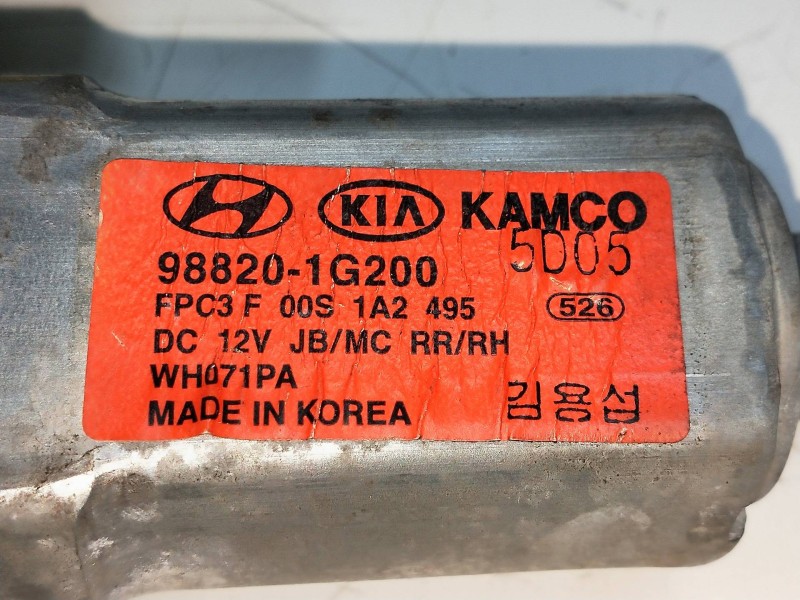 KIA KAMCO
5D05
98820-1G200
FPC3 F 00S 1A2 495 526
DC 12V JB/MC RR/RH
WH071PA
MADE IN KOREA 김용섭